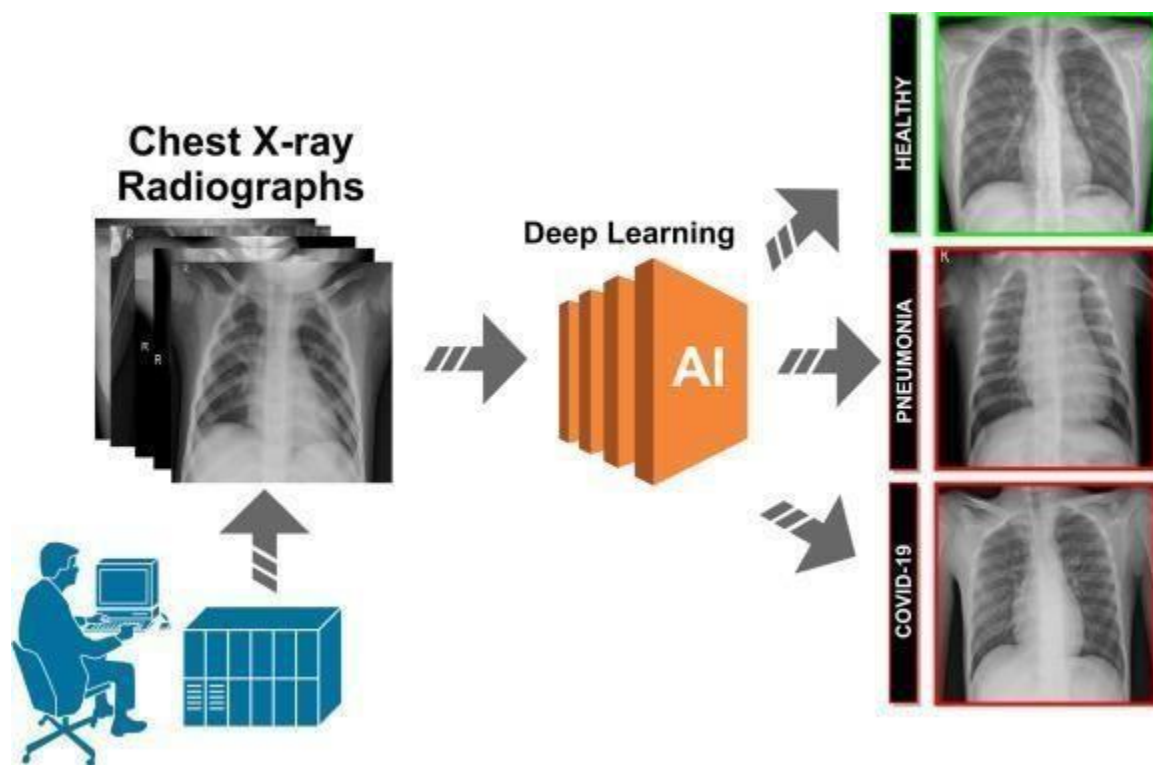 Chest X-ray
Radiographs
R
R
R
Deep Learning
AI
HEALTHY
PNEUMONIA
R
COVID-19